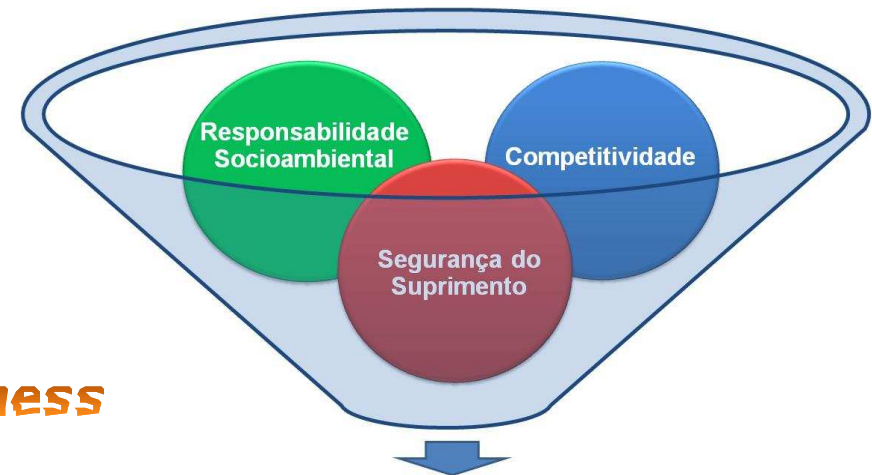 Responsabilidade
Socioambiental
Competitividade
Segurança do
Suprimento